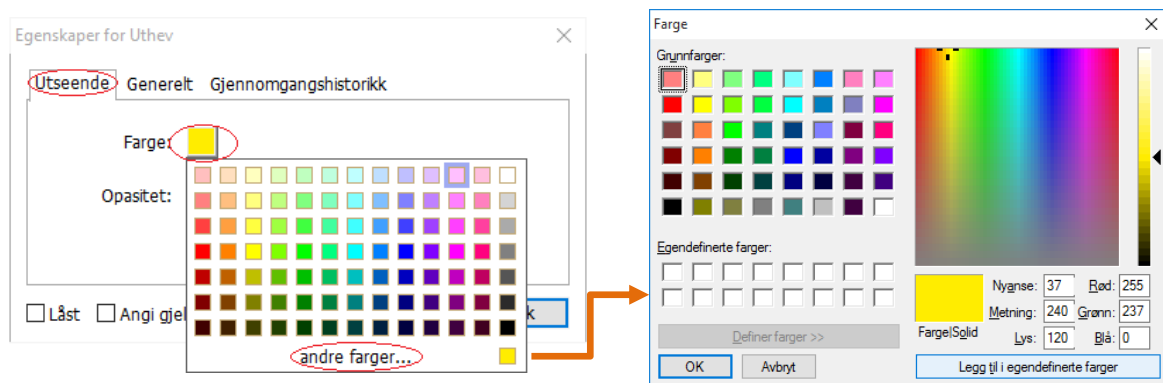 Egenskaper for Uthev
Utseende Generelt Gjennomgangshistorikk
Farge:
Opasitet:
Låst Angi gjel k
andre farger...
Farge
Grunnfarger:
Egendefinerte farger:
Definer farger >>
OK Avbryt
Farge|Solid
Nyanse: 37 Rød: 255
Metning: 240 Grønn: 237
Lys: 120 Blå: 0
Legg til i egendefinerte farger